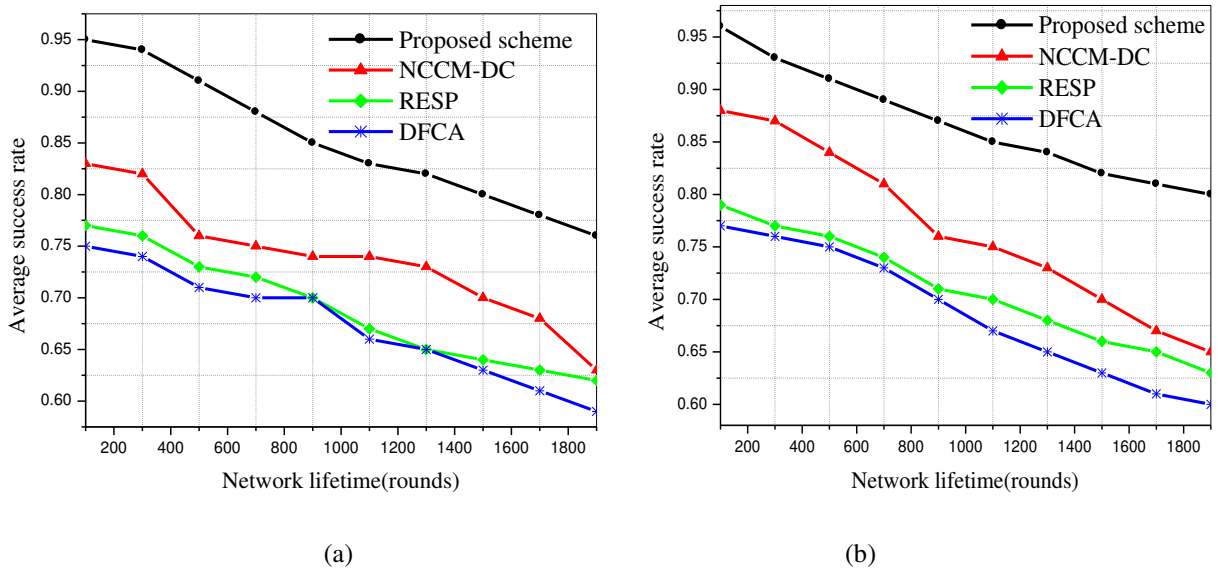 0.95
0.90
0.85
0.80
0.75
0.70
0.65
0.60
Average success rate
Proposed scheme
NCCM-DC
RESP
DFCA
200 400 600 800 1000 1200 1400 1600 1800
Network lifetime(rounds)
(a)
0.95
0.90
0.85
0.80
0.75
0.70
0.65
0.60
Average success rate
Proposed scheme
NCCM-DC
RESP
DFCA
200 400 600 800 1000 1200 1400 1600 1800
Network lifetime(rounds)
(b)